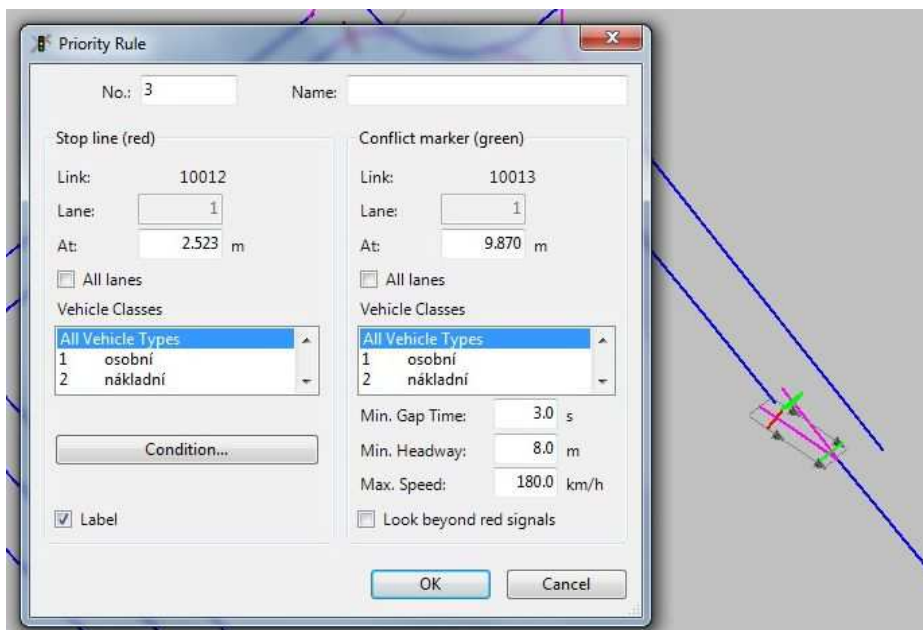 Priority Rule
No.: 3 Name:
Stop line (red) Conflict marker (green)
Link: 10012 Link: 10013
Lane: 1 Lane: 1
At: 2.523 m At: 9.870 m
All lanes All lanes
Vehicle Classes Vehicle Classes
All Vehicle Types All Vehicle Types
1 osobní 1 osobní
2 nákladní 2 nákladní
Min. Gap Time: 3.0 s
Condition... Min. Headway: 8.0 m
Max. Speed: 180.0 km/h
Label Look beyond red signals
OK Cancel